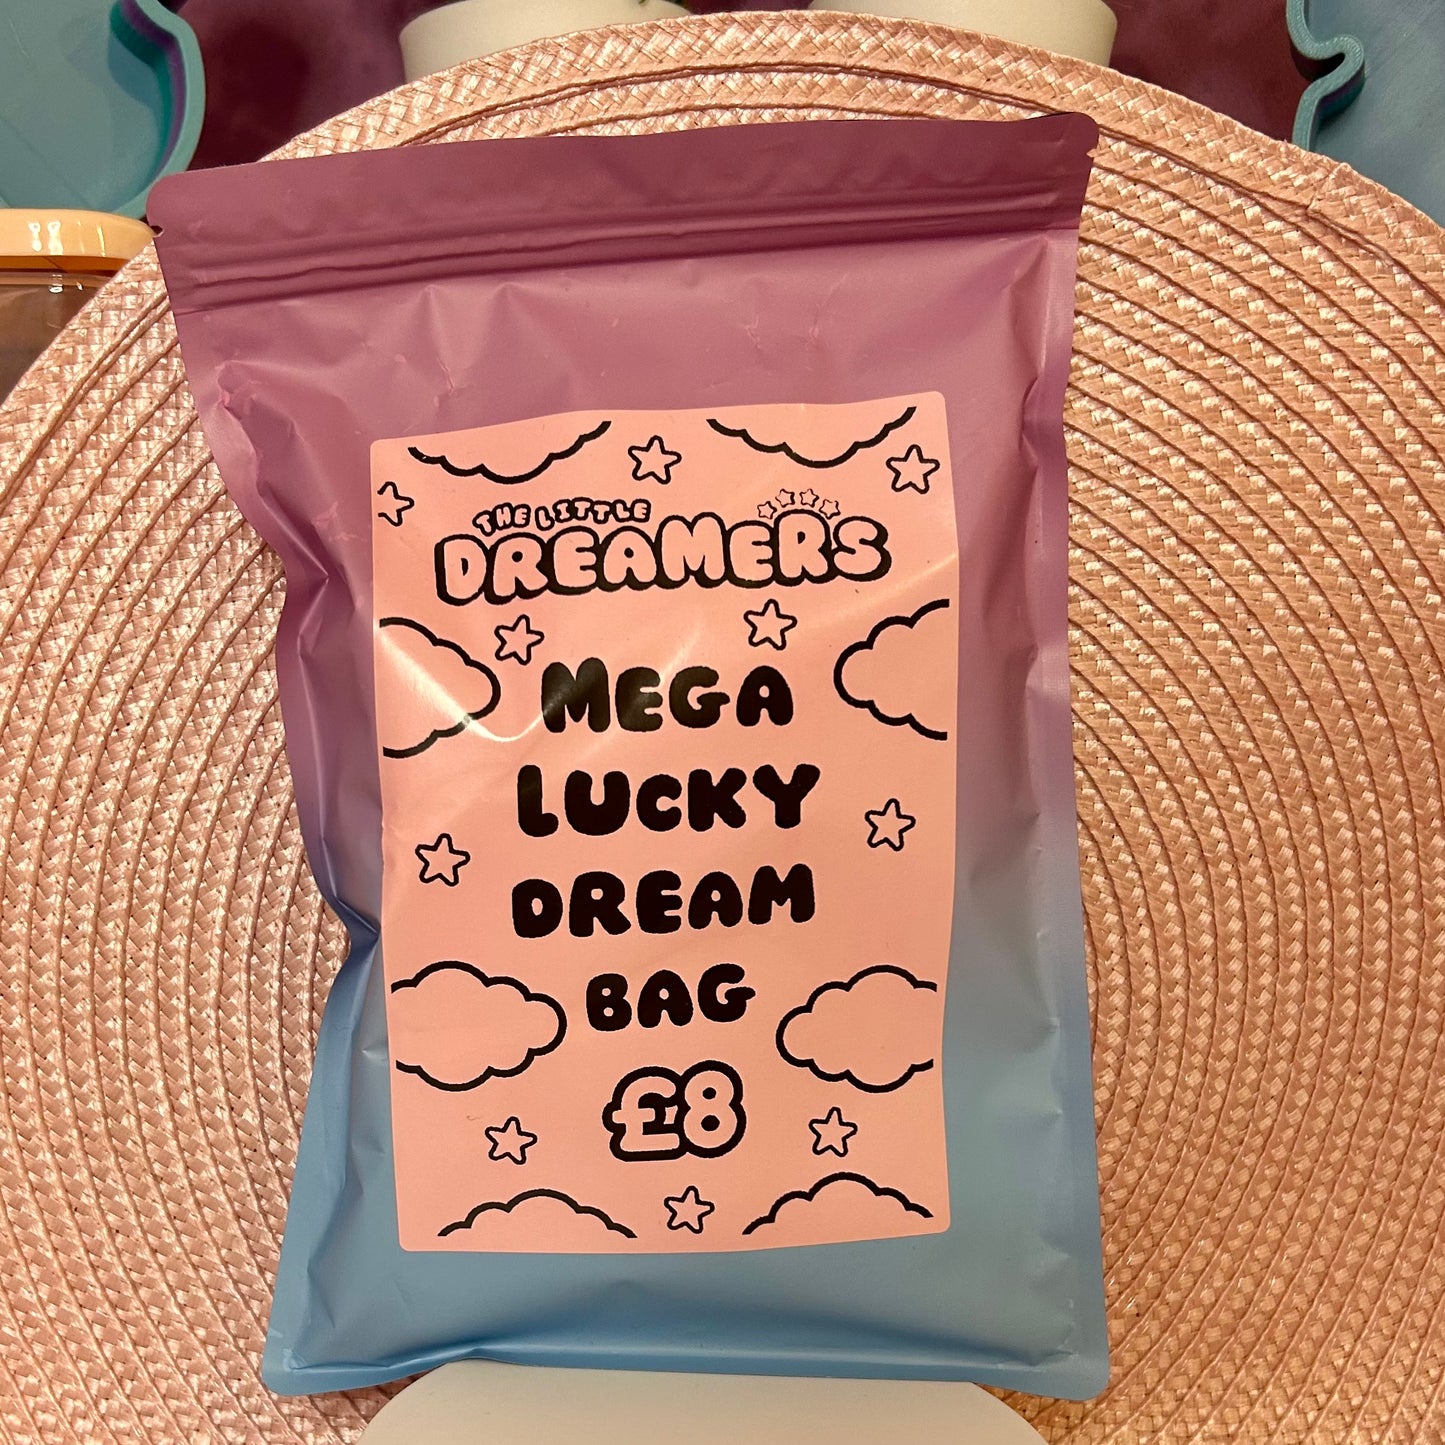 THE LITTLE
DREAMERS
MEGA
LUCKY
DREAM
BAG
£8